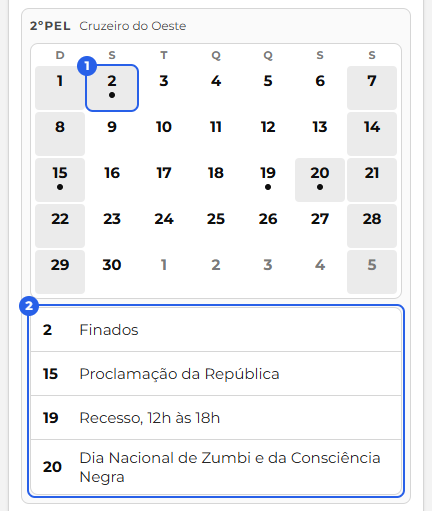 2ºPEL Cruzeiro do Oeste
D S T Q Q S S
1
1 2 3 4 5 6 7
8 9 10 11 12 13 14
15 16 17 18 19 20 21
22 23 24 25 26 27 28
29 30 1 2 3 4 5
2
2 Finados
15 Proclamação da República
19 Recesso, 12h às 18h
20 Dia Nacional de Zumbi e da Consciência
Negra